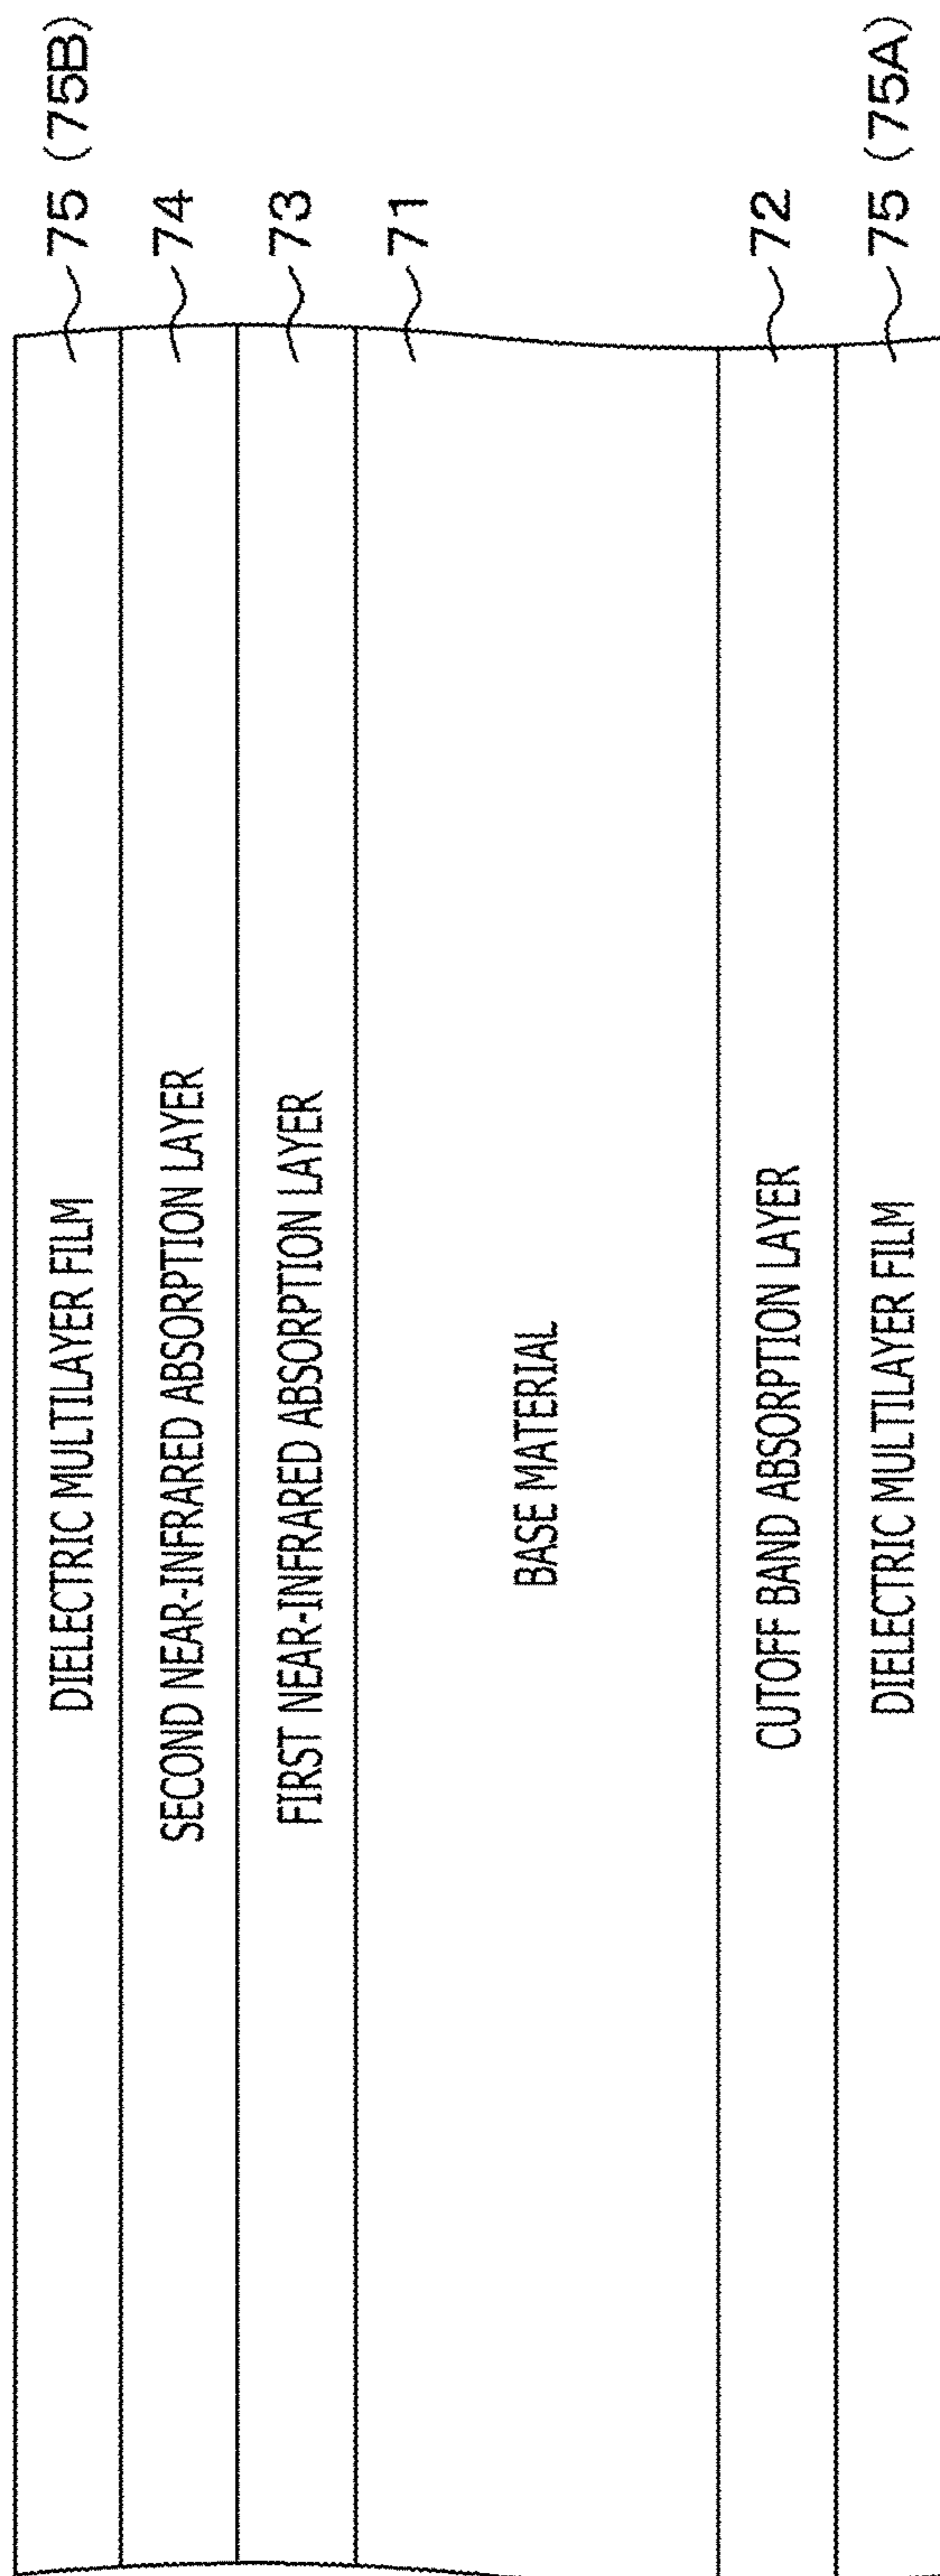 DIELECTRIC MULTILAYER FILM 75 (75B)
SECOND NEAR-INFRARED ABSORPTION LAYER 74
FIRST NEAR-INFRARED ABSORPTION LAYER 73
BASE MATERIAL 71
CUTOFF BAND ABSORPTION LAYER 72
DIELECTRIC MULTILAYER FILM 75 (75A)